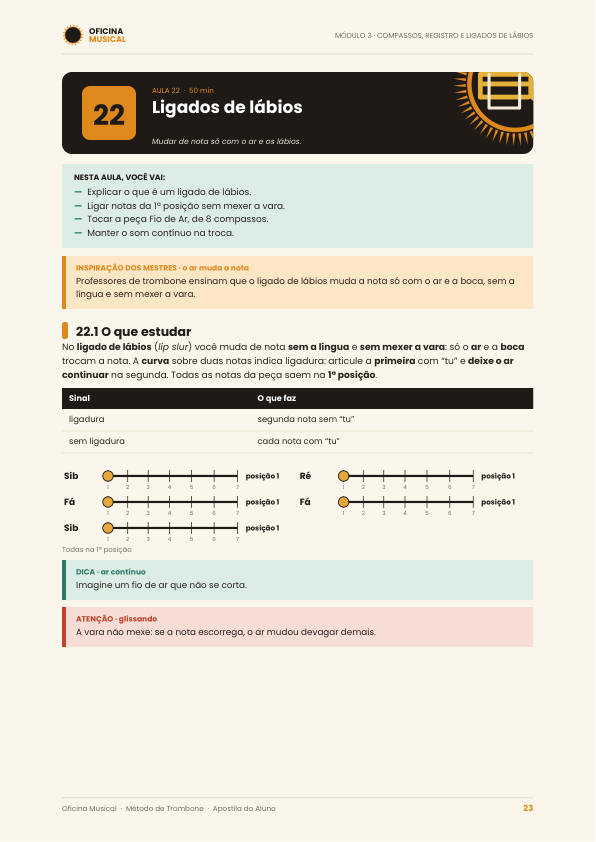 OFICINA
MUSICAL
MÓDULO 3 · COMPASSOS, REGISTRO E LIGADOS DE LÁBIOS
22
AULA 22 · 50 min
Ligados de lábios
Mudar de nota só com o ar e os lábios.
NESTA AULA, VOCÊ VAI:
— Explicar o que é um ligado de lábios.
— Ligar notas da 1ª posição sem mexer a vara.
— Tocar a peça Fio de Ar, de 8 compassos.
— Manter o som contínuo na troca.
INSPIRAÇÃO DOS MESTRES · o ar muda a nota
Professores de trombone ensinam que o ligado de lábios muda a nota só com o ar e a boca, sem a
língua e sem mexer a vara.
22.1 O que estudar
No ligado de lábios (lip slur) você muda de nota sem a língua e sem mexer a vara: só o ar e a boca
trocam a nota. A curva sobre duas notas indica ligadura: articule a primeira com “tu” e deixe o ar
continuar na segunda. Todas as notas da peça saem na 1ª posição.
Sinal O que faz
ligadura segunda nota sem “tu”
sem ligadura cada nota com “tu”
Sib 1 2 3 4 5 6 7 posição 1
Ré 1 2 3 4 5 6 7 posição 1
Fá 1 2 3 4 5 6 7 posição 1
Fá 1 2 3 4 5 6 7 posição 1
Sib 1 2 3 4 5 6 7 posição 1
Todas na 1ª posição
DICA · ar contínuo
Imagine um fio de ar que não se corta.
ATENÇÃO · glissando
A vara não mexe: se a nota escorrega, o ar mudou devagar demais.
Oficina Musical · Método de Trombone · Apostila do Aluno
23